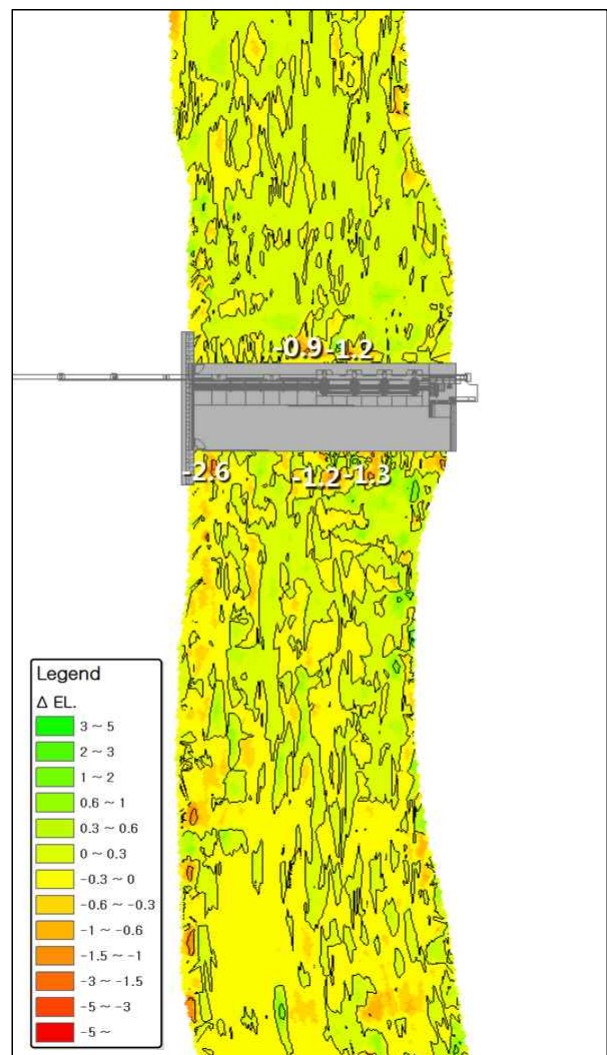 -0.9 -1.2
-2.6
-1.2 -1.3
Legend
Δ EL.
3 ~ 5
2 ~ 3
1 ~ 2
0.6 ~ 1
0.3 ~ 0.6
0 ~ 0.3
-0.3 ~ 0
-0.6 ~ -0.3
-1 ~ -0.6
-1.5 ~ -1
-3 ~ -1.5
-5 ~ -3
-5 ~